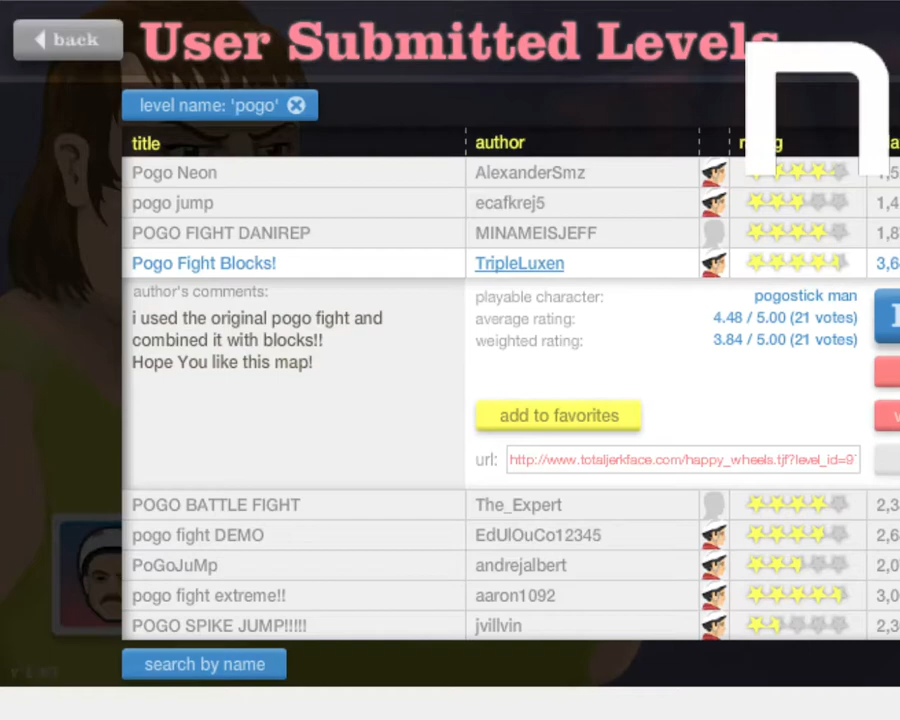 back
User Submitted Levels
level name: 'pogo'
title author
Pogo Neon AlexanderSmz
pogo jump ecafkrej5
POGO FIGHT DANIREP MINAMEISJEFF
Pogo Fight Blocks! TripleLuxen
author's comments:
i used the original pogo fight and
combined it with blocks!!
Hope You like this map!
playable character: pogostick man
average rating: 4.48 / 5.00 (21 votes)
weighted rating: 3.84 / 5.00 (21 votes)
add to favorites
url: http://www.totaljerkface.com/happy_wheels.tjf?level_id=9
POGO BATTLE FIGHT The_Expert
pogo fight DEMO EdUlOuCo12345
PoGoJuMp andrejalbert
pogo fight extreme!! aaron1092
POGO SPIKE JUMP!!!!! jvillvin
search by name